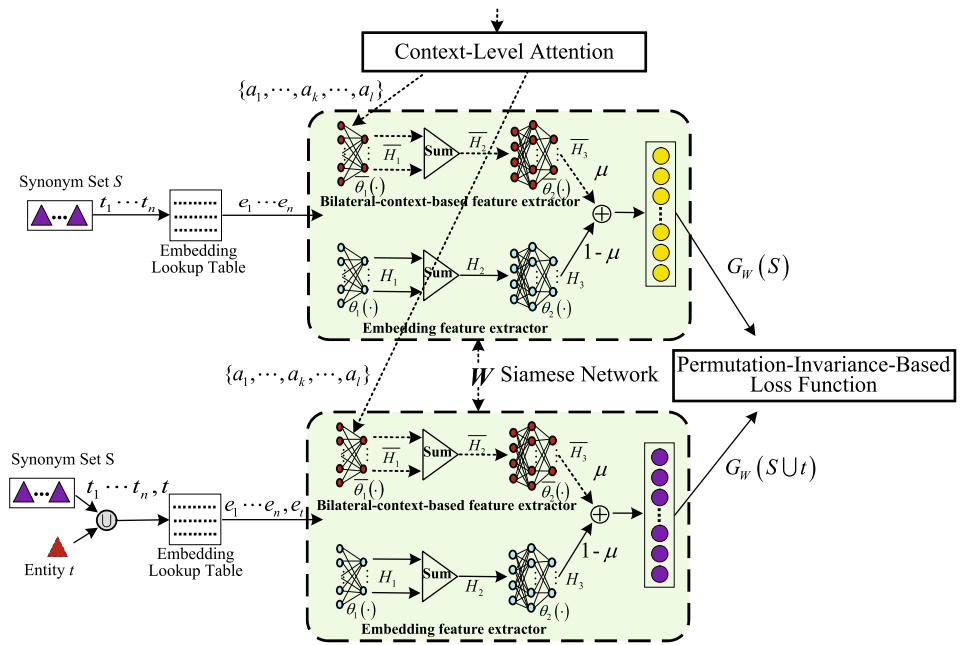 Context-Level Attention
{a₁,⋯,aₖ,⋯,aₗ}
H̅₁
Sum
H̅₂
H̅₃
θ̅₁(·)
θ̅₂(·)
μ
Bilateral-context-based feature extractor
Synonym Set S
t₁ ⋯ tₙ
e₁ ⋯ eₙ
Embedding
Lookup Table
1-μ
H₁
Sum
H₂
H₃
θ₁(·)
θ₂(·)
Embedding feature extractor
G_W(S)
{a₁,⋯,aₖ,⋯,aₗ}
W Siamese Network
Permutation-Invariance-Based
Loss Function
H̅₁
Sum
H̅₂
H̅₃
θ̅₁(·)
θ̅₂(·)
μ
Bilateral-context-based feature extractor
G_W(S∪t)
Synonym Set S
t₁ ⋯ tₙ, t
∪
e₁ ⋯ eₙ, eₜ
Entity t
Embedding
Lookup Table
1-μ
H₁
Sum
H₂
H₃
θ₁(·)
θ₂(·)
Embedding feature extractor